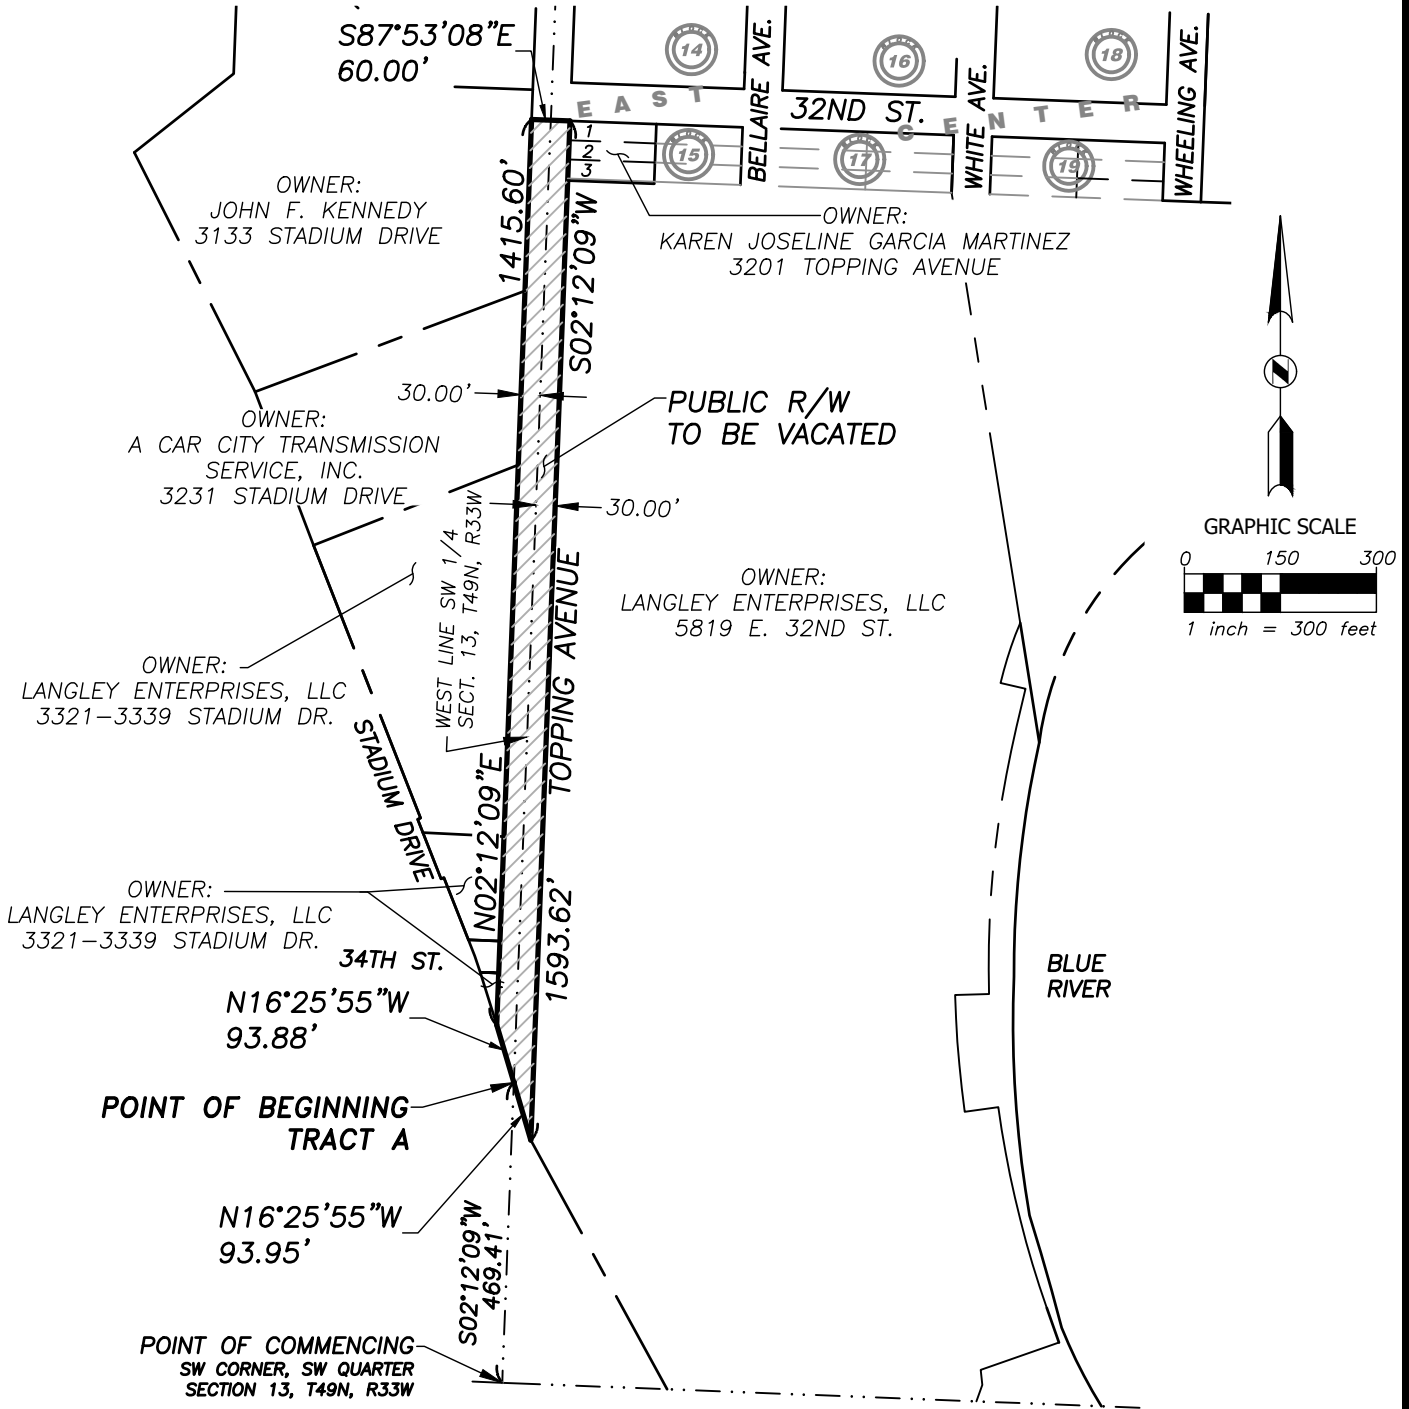 S87°53'08"E
60.00'
BLOCK
14
BLOCK
16
BLOCK
18
BELLAIRE AVE.
WHITE AVE.
WHEELING AVE.
EAST CENTER
32ND ST.
1
2
3
BLOCK
15
BLOCK
17
BLOCK
19
OWNER:
JOHN F. KENNEDY
3133 STADIUM DRIVE
1415.60'
S02°12'09"W
OWNER:
KAREN JOSELINE GARCIA MARTINEZ
3201 TOPPING AVENUE
30.00'
PUBLIC R/W
TO BE VACATED
OWNER:
A CAR CITY TRANSMISSION
SERVICE, INC.
3231 STADIUM DRIVE
30.00'
WEST LINE SW 1/4
SECT. 13, T49N, R33W
TOPPING AVENUE
GRAPHIC SCALE
0 150 300
1 inch = 300 feet
OWNER:
LANGLEY ENTERPRISES, LLC
5819 E. 32ND ST.
OWNER:
LANGLEY ENTERPRISES, LLC
3321-3339 STADIUM DR.
STADIUM DRIVE
N02°12'09"E
1593.62'
OWNER:
LANGLEY ENTERPRISES, LLC
3321-3339 STADIUM DR.
34TH ST.
BLUE
RIVER
N16°25'55"W
93.88'
POINT OF BEGINNING
TRACT A
N16°25'55"W
93.95'
S02°12'09"W
469.41'
POINT OF COMMENCING
SW CORNER, SW QUARTER
SECTION 13, T49N, R33W